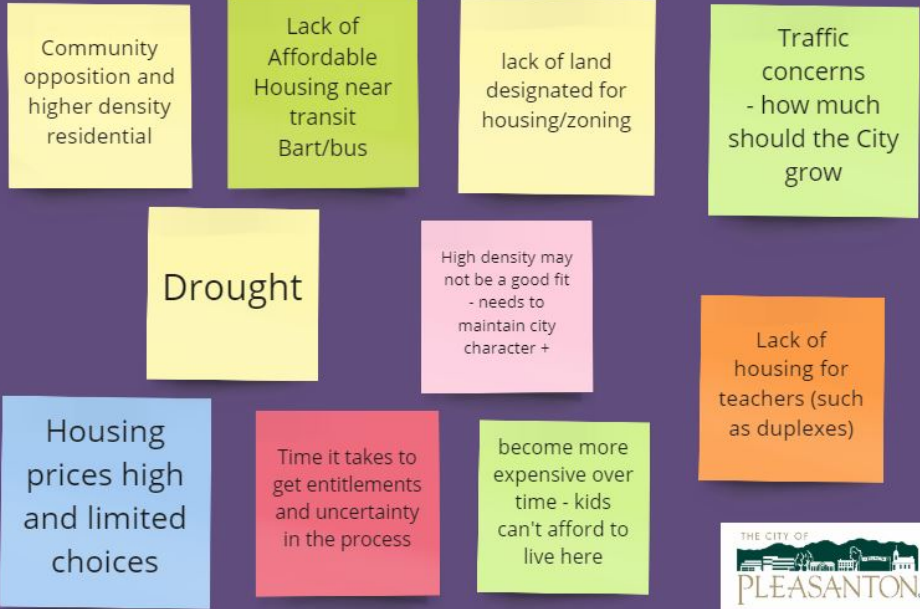 Community
opposition and
higher density
residential
Lack of
Affordable
Housing near
transit
Bart/bus
lack of land
designated for
housing/zoning
Traffic
concerns
- how much
should the City
grow
Drought
High density may
not be a good fit
- needs to
maintain city
character +
Lack of
housing for
teachers (such
as duplexes)
Housing
prices high
and limited
choices
Time it takes to
get entitlements
and uncertainty
in the process
become more
expensive over
time - kids
can't afford to
live here
THE CITY OF
PLEASANTON